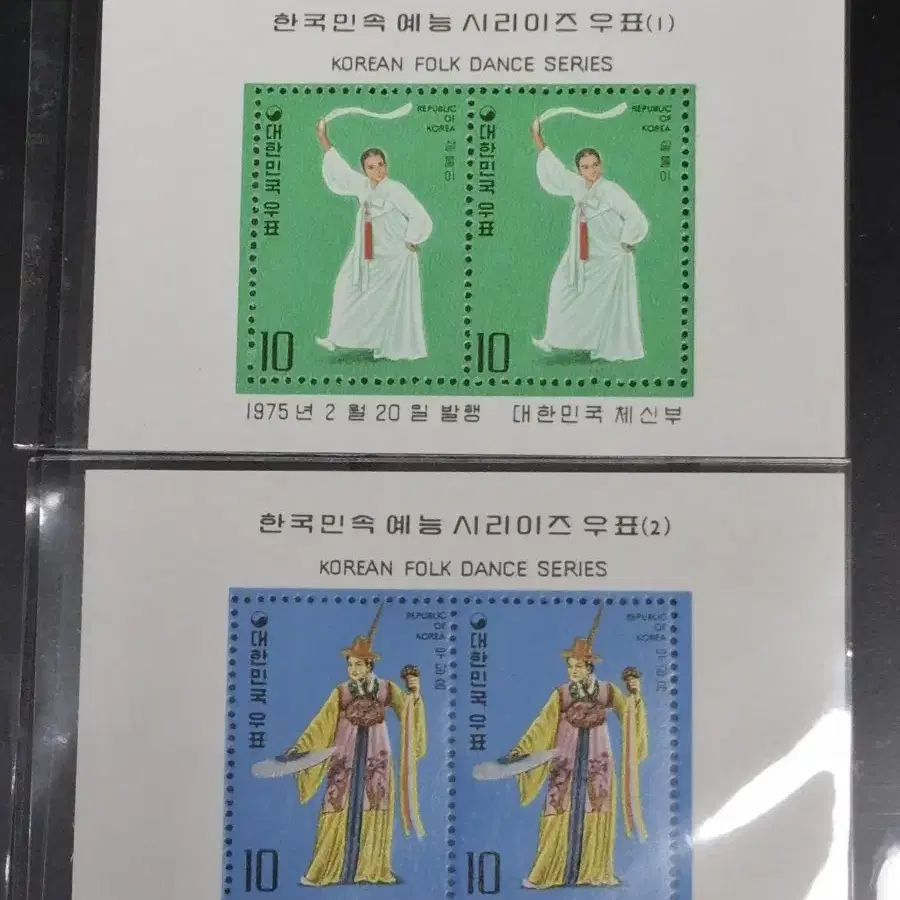 한국민속 예능 시리이즈 우표(1)
KOREAN FOLK DANCE SERIES
대한민국 우표
REPUBLIC
OF
KOREA
살풀이
10
대한민국 우표
REPUBLIC
OF
KOREA
살풀이
10
1975년 2월 20일 발행 대한민국 체신부
한국민속 예능 시리이즈 우표(2)
KOREAN FOLK DANCE SERIES
대한민국 우표
REPUBLIC
OF
KOREA
무당춤
10
대한민국 우표
REPUBLIC
OF
KOREA
무당춤
10